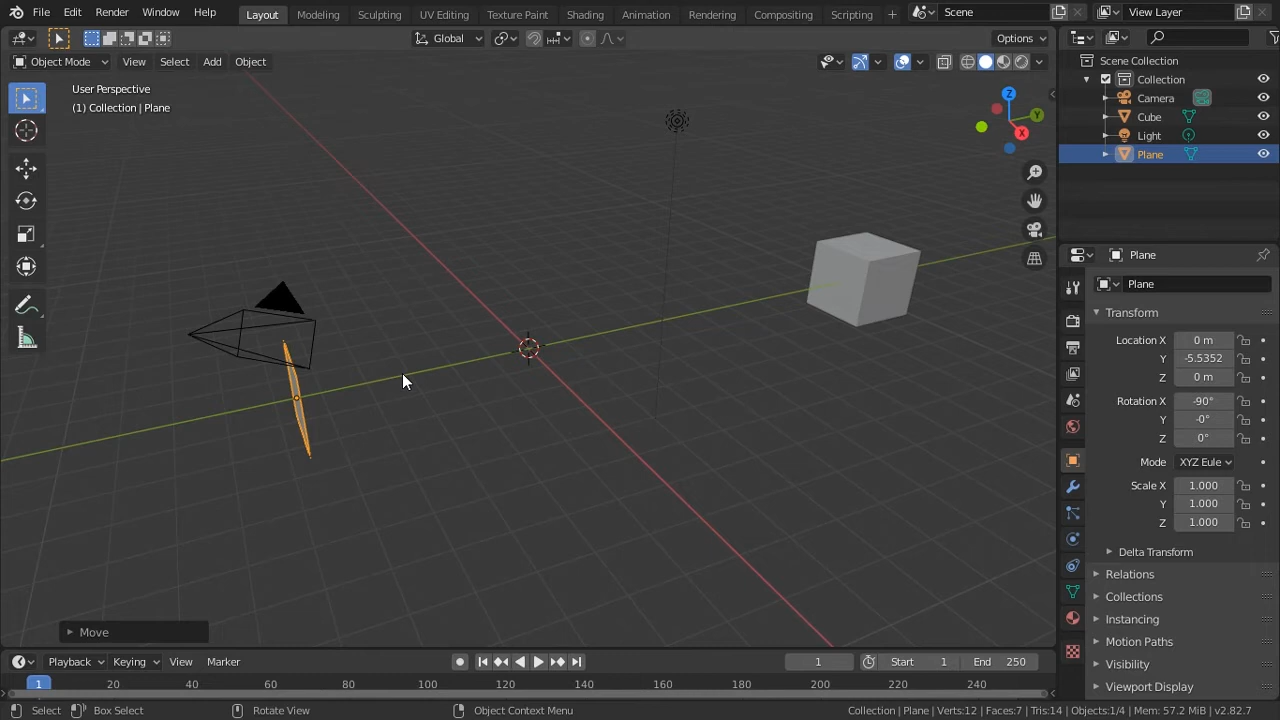 File Edit Render Window Help Layout Modeling Sculpting UV Editing Texture Paint Shading Animation Rendering Compositing Scripting + Scene View Layer
Global Options
Object Mode View Select Add Object
User Perspective
(1) Collection | Plane
Z
Y
X
Scene Collection
Collection
Camera
Cube
Light
Plane
Plane
Plane
Transform
Location X 0 m
Y -5.5352
Z 0 m
Rotation X -90°
Y -0°
Z 0°
Mode XYZ Eule
Scale X 1.000
Y 1.000
Z 1.000
Delta Transform
Relations
Collections
Instancing
Motion Paths
Visibility
Viewport Display
Move
Playback Keying View Marker 1 Start 1 End 250
1 20 40 60 80 100 120 140 160 180 200 220 240
Select Box Select Rotate View Object Context Menu Collection | Plane | Verts:12 | Faces:7 | Tris:14 | Objects:1/4 | Mem: 57.2 MiB | v2.82.7